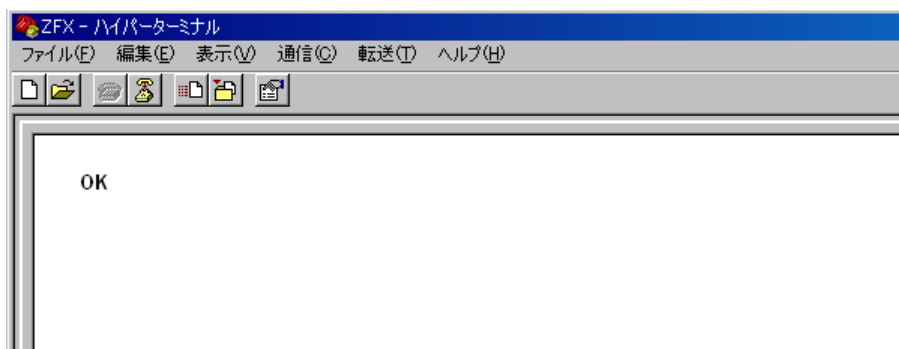 ZFX - ハイパーターミナル
ファイル(F) 編集(E) 表示(V) 通信(C) 転送(T) ヘルプ(H)
OK